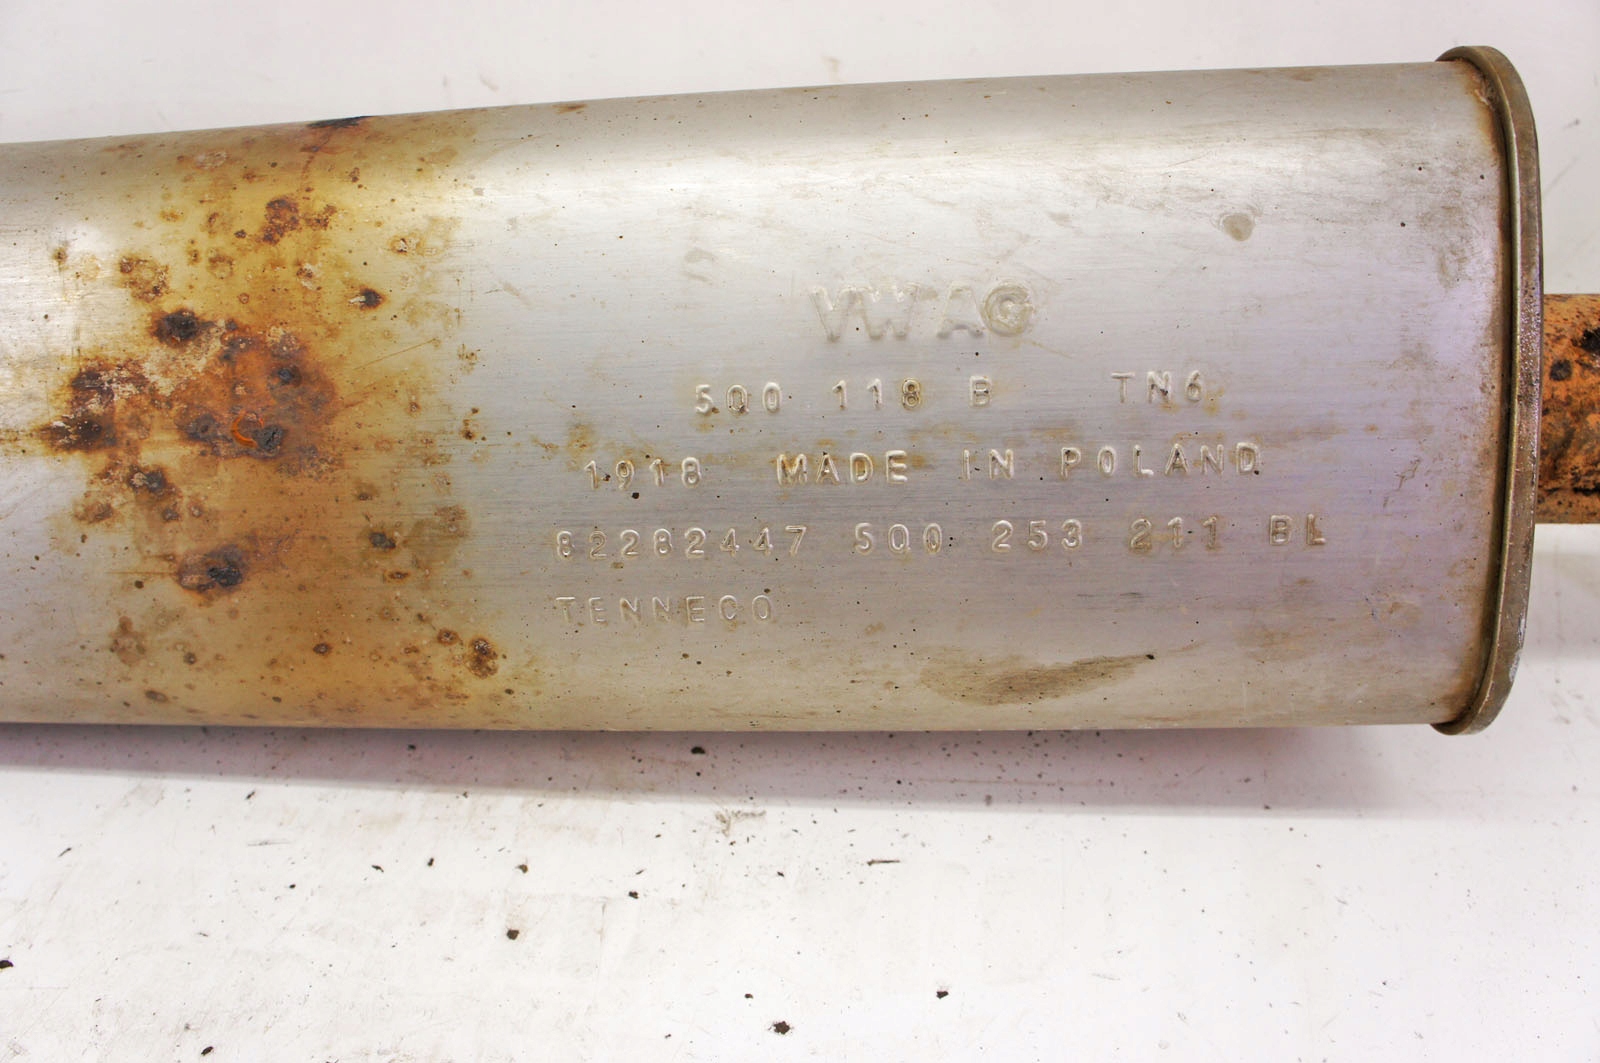 VWAG
5Q0 118 B TN6
1918 MADE IN POLAND
82282447 5Q0 253 211 BL
TENNECO